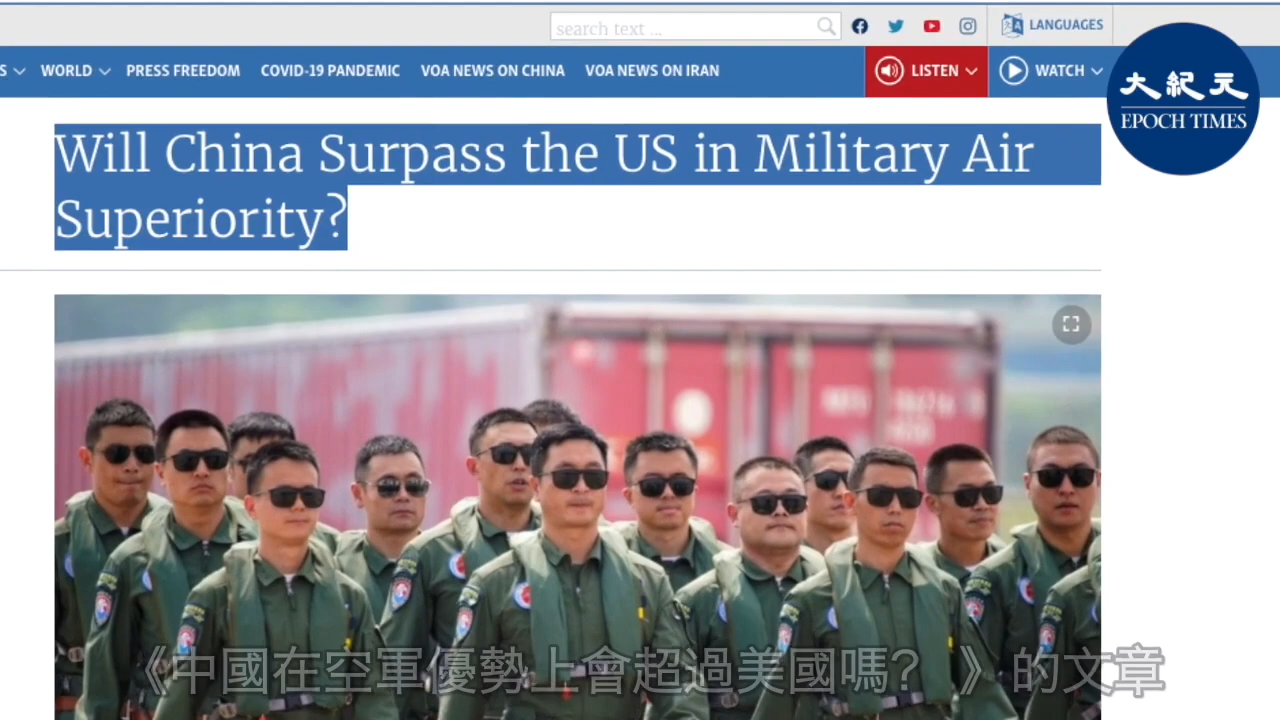 search text ...
LANGUAGES
S WORLD PRESS FREEDOM COVID-19 PANDEMIC VOA NEWS ON CHINA VOA NEWS ON IRAN LISTEN WATCH
大紀元
EPOCH TIMES
Will China Surpass the US in Military Air
Superiority?
《中國在空軍優勢上會超過美國嗎? 》的文章